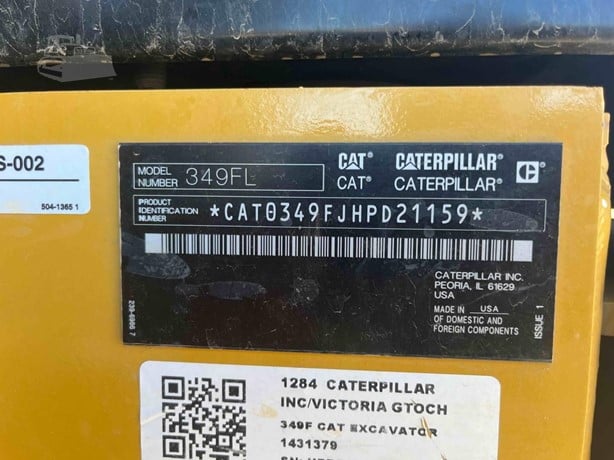 S-002
504-1365 1
MODEL NUMBER 349FL
CAT® CATERPILLAR®
CAT® CATERPILLAR®
PRODUCT IDENTIFICATION NUMBER *CAT0349FJHPD21159*
CATERPILLAR INC.
PEORIA, IL 61629
USA
MADE IN USA
OF DOMESTIC AND
FOREIGN COMPONENTS
ISSUE 1
1284 CATERPILLAR
INC/VICTORIA GTOCH
349F CAT EXCAVATOR
1431379